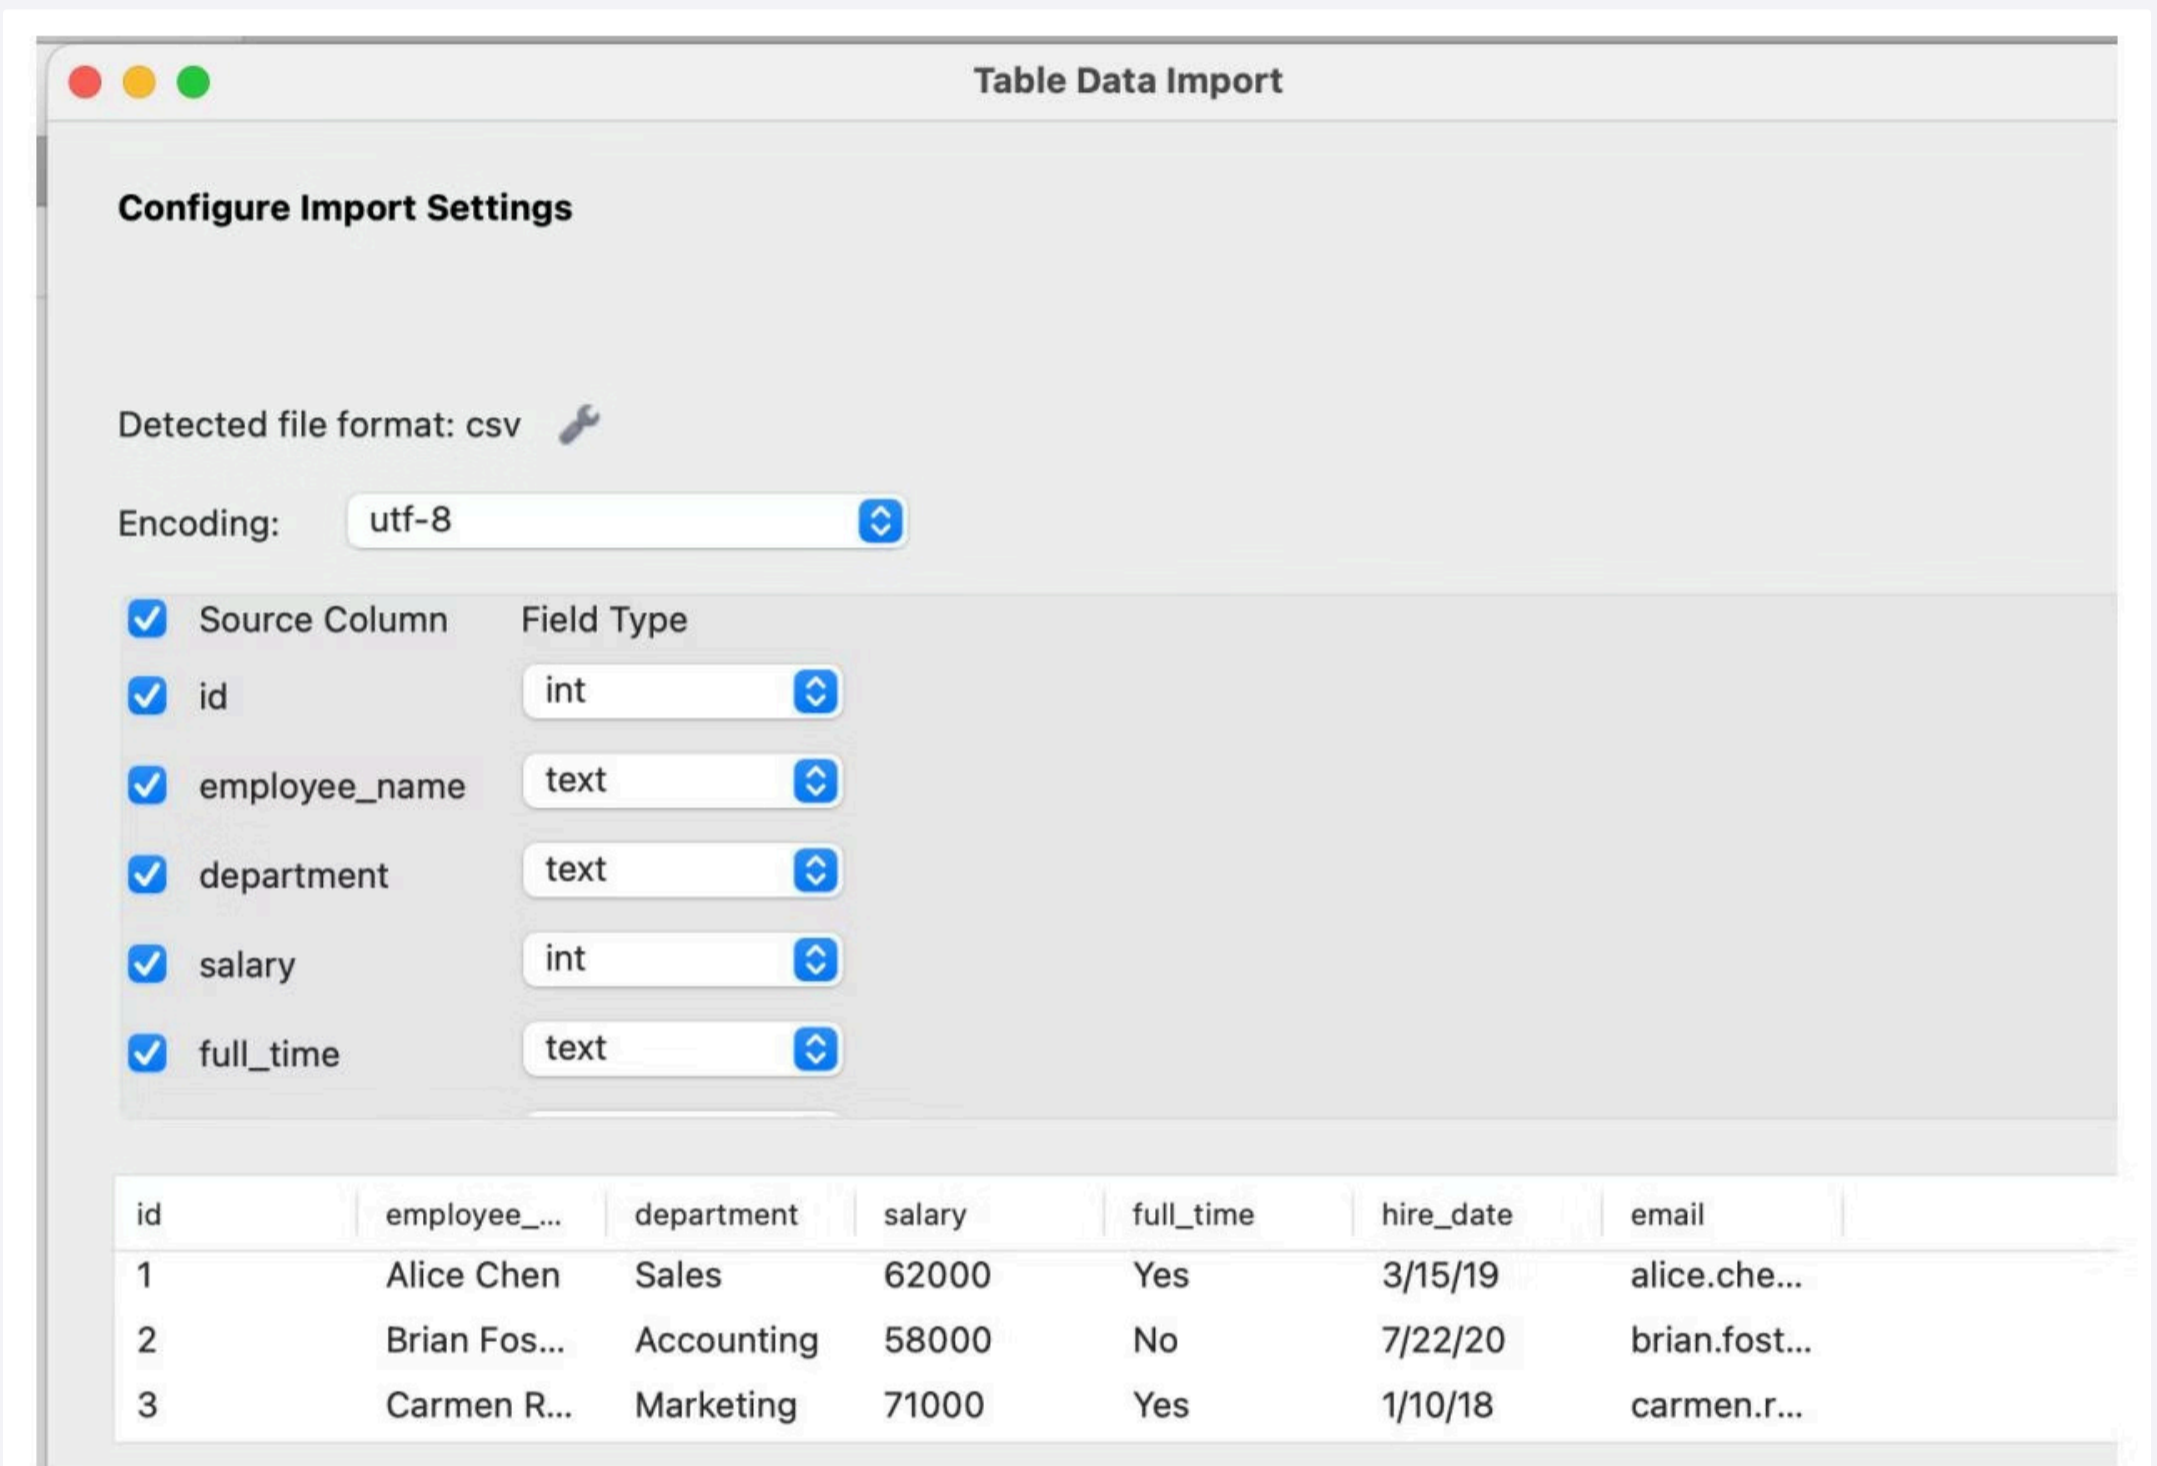 Table Data Import
Configure Import Settings
Detected file format: csv
Encoding: utf-8
Source Column Field Type
id int
employee_name text
department text
salary int
full_time text
id employee_... department salary full_time hire_date email
1 Alice Chen Sales 62000 Yes 3/15/19 alice.che...
2 Brian Fos... Accounting 58000 No 7/22/20 brian.fost...
3 Carmen R... Marketing 71000 Yes 1/10/18 carmen.r...